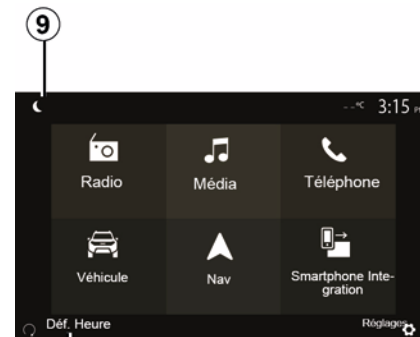 9
--°C 3:15
Radio
Média
Téléphone
Véhicule
Nav
Smartphone Inte-
gration
Déf. Heure
Réglages